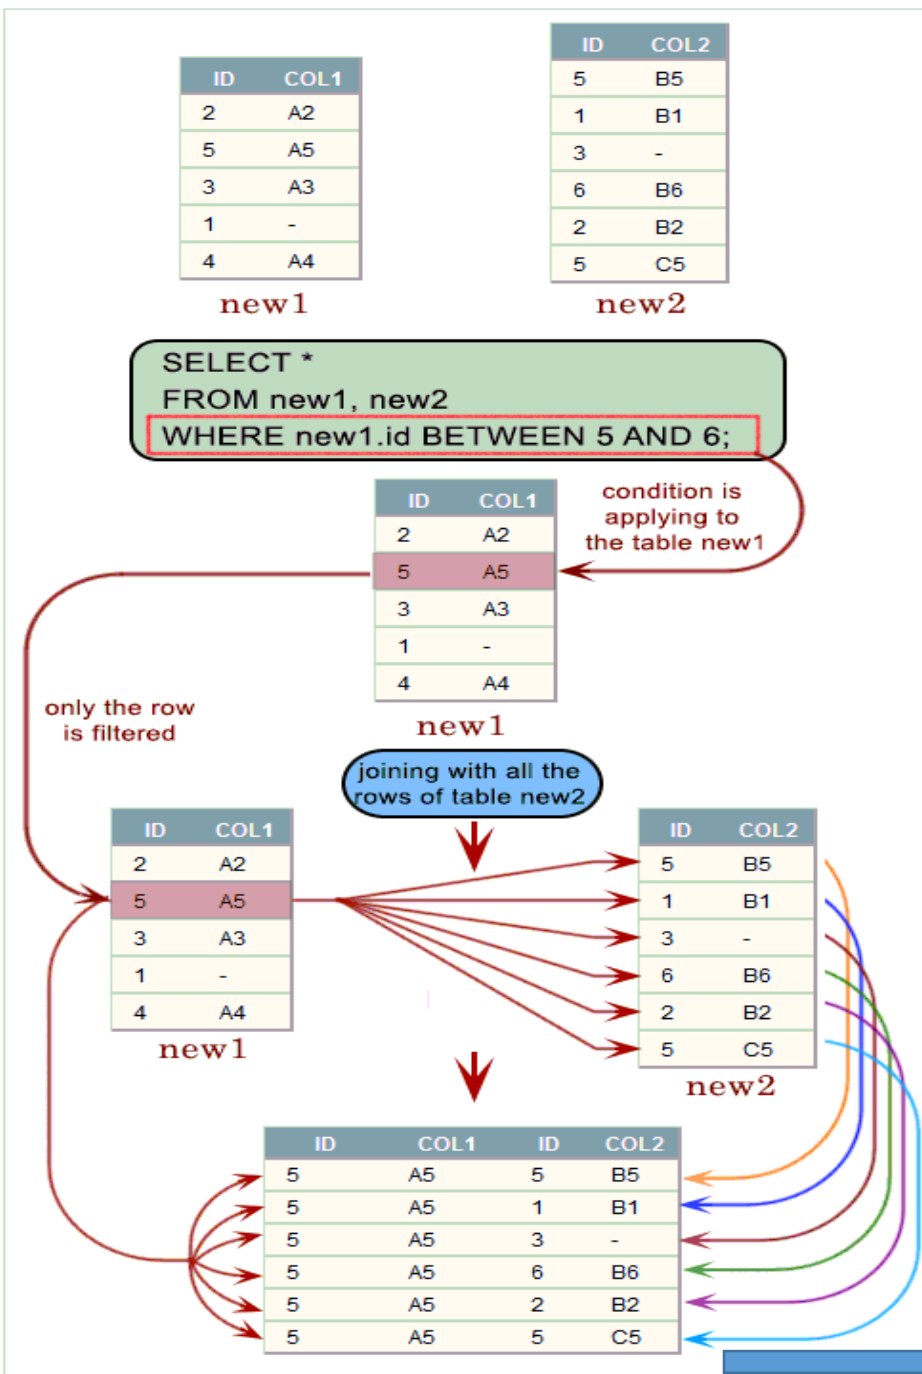 ID COL1
2 A2
5 A5
3 A3
1 -
4 A4
new1
ID COL2
5 B5
1 B1
3 -
6 B6
2 B2
5 C5
new2
SELECT *
FROM new1, new2
WHERE new1.id BETWEEN 5 AND 6;
condition is
applying to
the table new1
ID COL1
2 A2
5 A5
3 A3
1 -
4 A4
new1
only the row
is filtered
joining with all the
rows of table new2
ID COL1
2 A2
5 A5
3 A3
1 -
4 A4
new1
ID COL2
5 B5
1 B1
3 -
6 B6
2 B2
5 C5
new2
ID COL1 ID COL2
5 A5 5 B5
5 A5 1 B1
5 A5 3 -
5 A5 6 B6
5 A5 2 B2
5 A5 5 C5